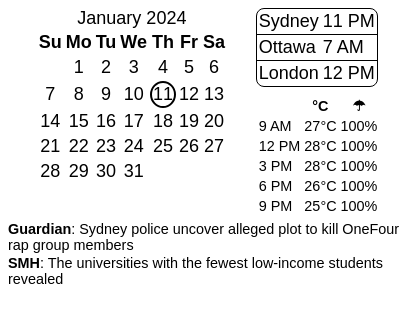 January 2024
Su Mo Tu We Th Fr Sa
1 2 3 4 5 6
7 8 9 10 11 12 13
14 15 16 17 18 19 20
21 22 23 24 25 26 27
28 29 30 31
Sydney 11 PM
Ottawa 7 AM
London 12 PM
°C ☂
9 AM 27°C 100%
12 PM 28°C 100%
3 PM 28°C 100%
6 PM 26°C 100%
9 PM 25°C 100%
Guardian: Sydney police uncover alleged plot to kill OneFour
rap group members
SMH: The universities with the fewest low-income students
revealed